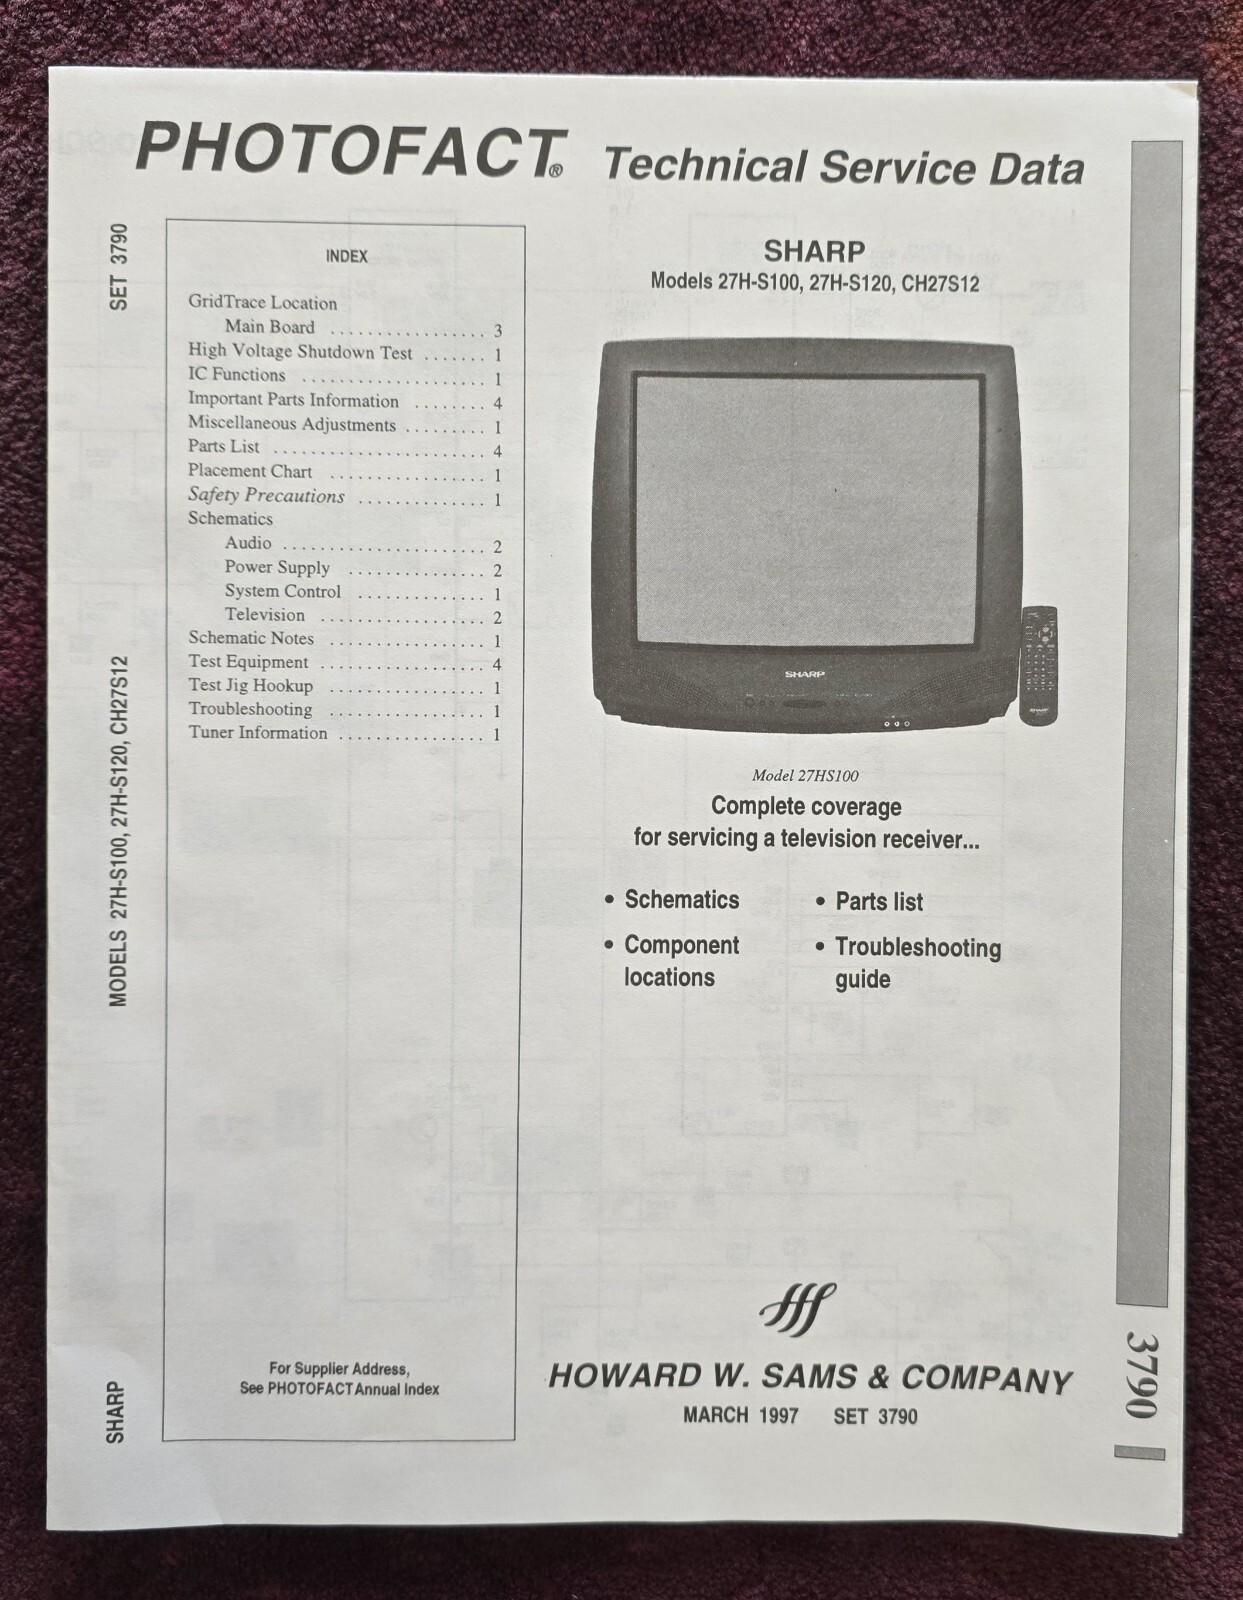 PHOTOFACT® Technical Service Data
SET 3790
MODELS 27H-S100, 27H-S120, CH27S12
SHARP
INDEX
GridTrace Location
Main Board ................. 3
High Voltage Shutdown Test ....... 1
IC Functions .................... 1
Important Parts Information ........ 4
Miscellaneous Adjustments ......... 1
Parts List ....................... 4
Placement Chart ................. 1
Safety Precautions .............. 1
Schematics
Audio ...................... 2
Power Supply ............... 2
System Control .............. 1
Television .................. 2
Schematic Notes ................. 1
Test Equipment .................. 4
Test Jig Hookup ................. 1
Troubleshooting ................. 1
Tuner Information ................ 1
For Supplier Address,
See PHOTOFACT Annual Index
SHARP
Models 27H-S100, 27H-S120, CH27S12
SHARP
SHARP
Model 27HS100
Complete coverage
for servicing a television receiver...
• Schematics
• Component
locations
• Parts list
• Troubleshooting
guide
HOWARD W. SAMS & COMPANY
MARCH 1997 SET 3790
3790